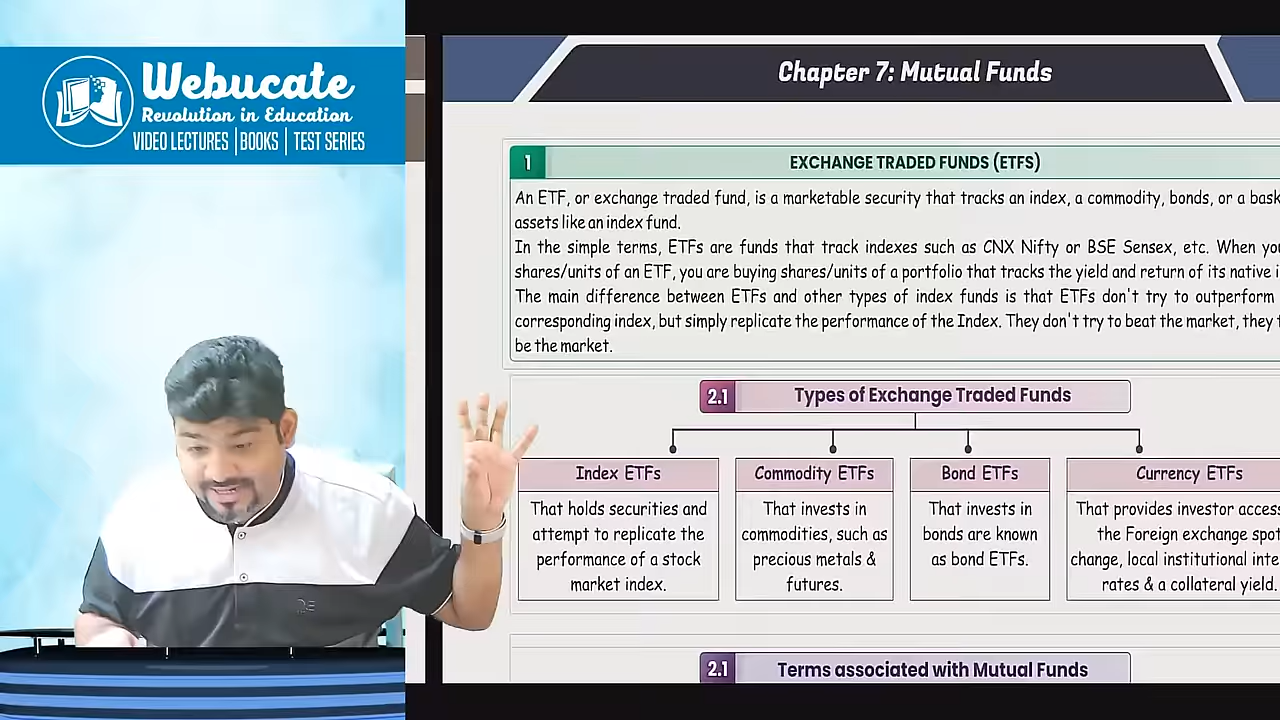 Webucate
Revolution in Education
VIDEO LECTURES | BOOKS | TEST SERIES
Chapter 7: Mutual Funds
1
EXCHANGE TRADED FUNDS (ETFS)
An ETF, or exchange traded fund, is a marketable security that tracks an index, a commodity, bonds, or a
assets like an index fund.
In the simple terms, ETFs are funds that track indexes such as CNX Nifty or BSE Sensex, etc. When
shares/units of an ETF, you are buying shares/units of a portfolio that tracks the yield and return of its native
The main difference between ETFs and other types of index funds is that ETFs don't try to outperform
corresponding index, but simply replicate the performance of the Index. They don't try to beat the market, they
be the market.
2.1 Types of Exchange Traded Funds
Index ETFs
That holds securities and
attempt to replicate the
performance of a stock
market index.
Commodity ETFs
That invests in
commodities, such as
precious metals &
futures.
Bond ETFs
That invests in
bonds are known
as bond ETFs.
Currency ETFs
That provides investor
the Foreign exchange
change, local institutional
rates & a collateral yield.
2.1 Terms associated with Mutual Funds